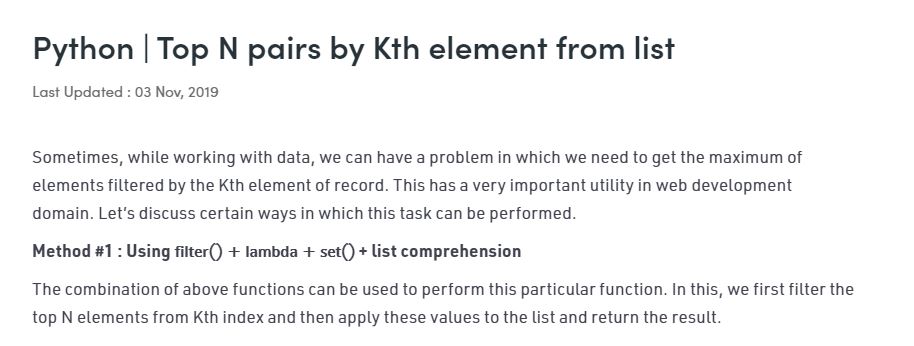 Python | Top N pairs by Kth element from list
Last Updated : 03 Nov, 2019
Sometimes, while working with data, we can have a problem in which we need to get the maximum of
elements filtered by the Kth element of record. This has a very important utility in web development
domain. Let’s discuss certain ways in which this task can be performed.
Method #1 : Using filter() + lambda + set() + list comprehension
The combination of above functions can be used to perform this particular function. In this, we first filter the
top N elements from Kth index and then apply these values to the list and return the result.